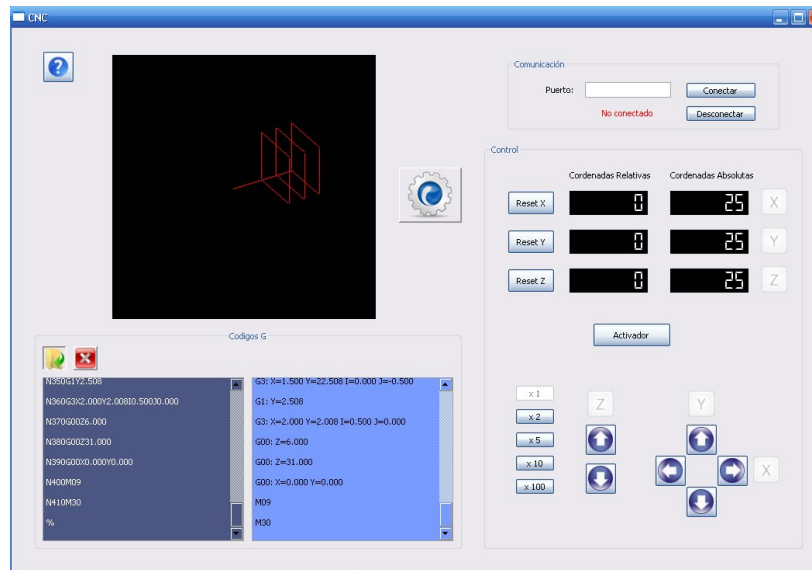 CNC
Comunicación
Puerto:
Conectar
No conectado
Desconectar
Control
Cordenadas Relativas
Cordenadas Absolutas
Reset X
0
25
X
Reset Y
0
25
Y
Reset Z
0
25
Z
Activador
Codigos G
N350G1Y2.508
N360G3X2.000Y2.008I0.500J0.000
N370G00Z6.000
N380G00Z31.000
N390G00X0.000Y0.000
N400M09
N410M30
%
G3: X=1.500 Y=22.508 I=0.000 J=-0.500
G1: Y=2.508
G3: X=2.000 Y=2.008 I=0.500 J=0.000
G00: Z=6.000
G00: Z=31.000
G00: X=0.000 Y=0.000
M09
M30
x 1
x 2
x 5
x 10
x 100
Z
Y
X